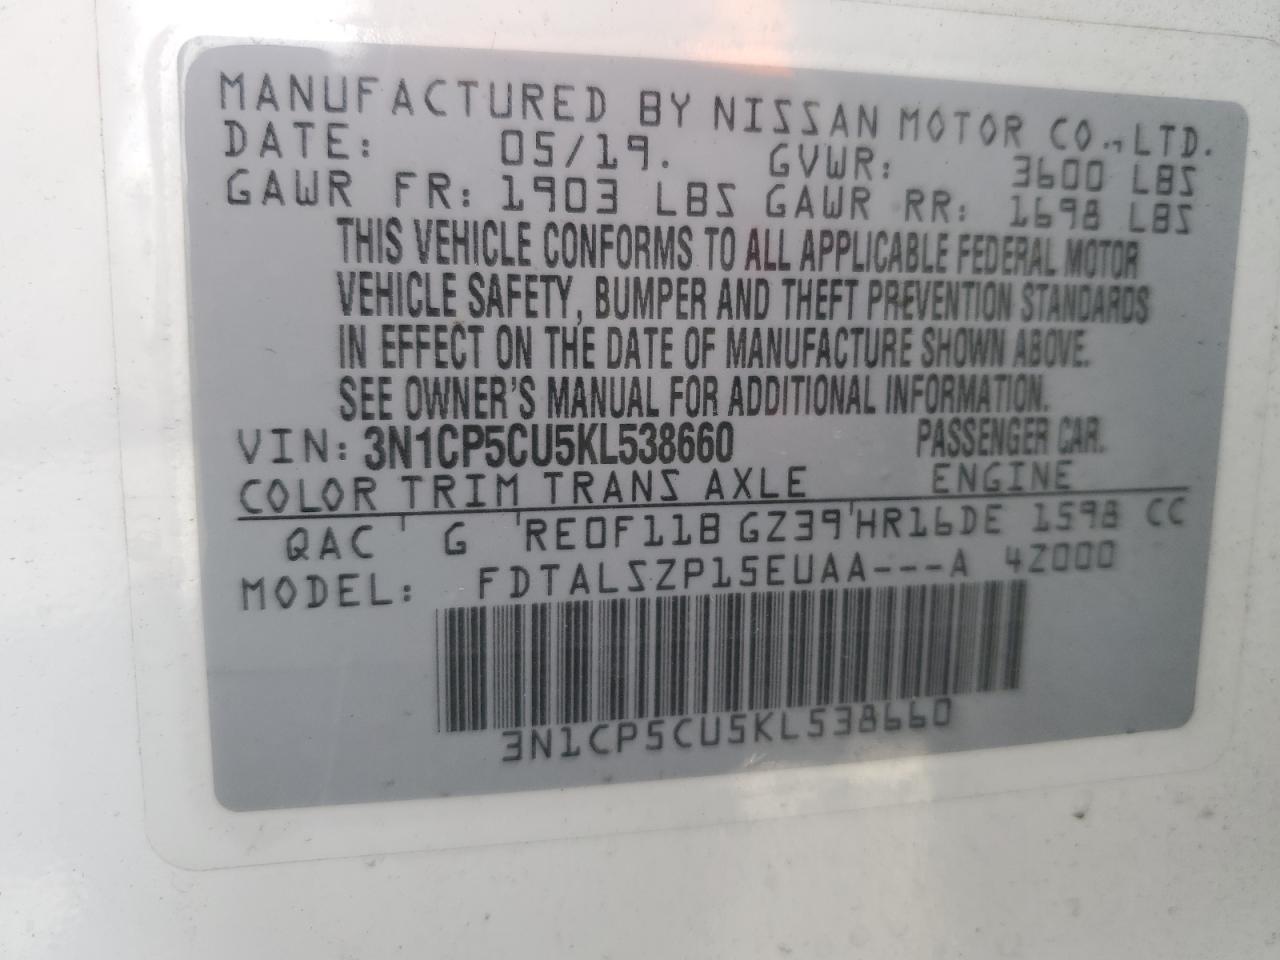 MANUFACTURED BY NISSAN MOTOR CO.,LTD.
DATE: 05/19. GVWR: 3600 LBS
GAWR FR: 1903 LBS GAWR RR: 1698 LBS
THIS VEHICLE CONFORMS TO ALL APPLICABLE FEDERAL MOTOR
VEHICLE SAFETY, BUMPER AND THEFT PREVENTION STANDARDS
IN EFFECT ON THE DATE OF MANUFACTURE SHOWN ABOVE.
SEE OWNER'S MANUAL FOR ADDITIONAL INFORMATION.
VIN: 3N1CP5CU5KL538660 PASSENGER CAR.
COLOR TRIM TRANS AXLE ENGINE
QAC ' G 'RE0F11B GZ39'HR16DE 1598 CC
MODEL: FDTALSZP15EUAA---A 4Z000
3N1CP5CU5KL538660